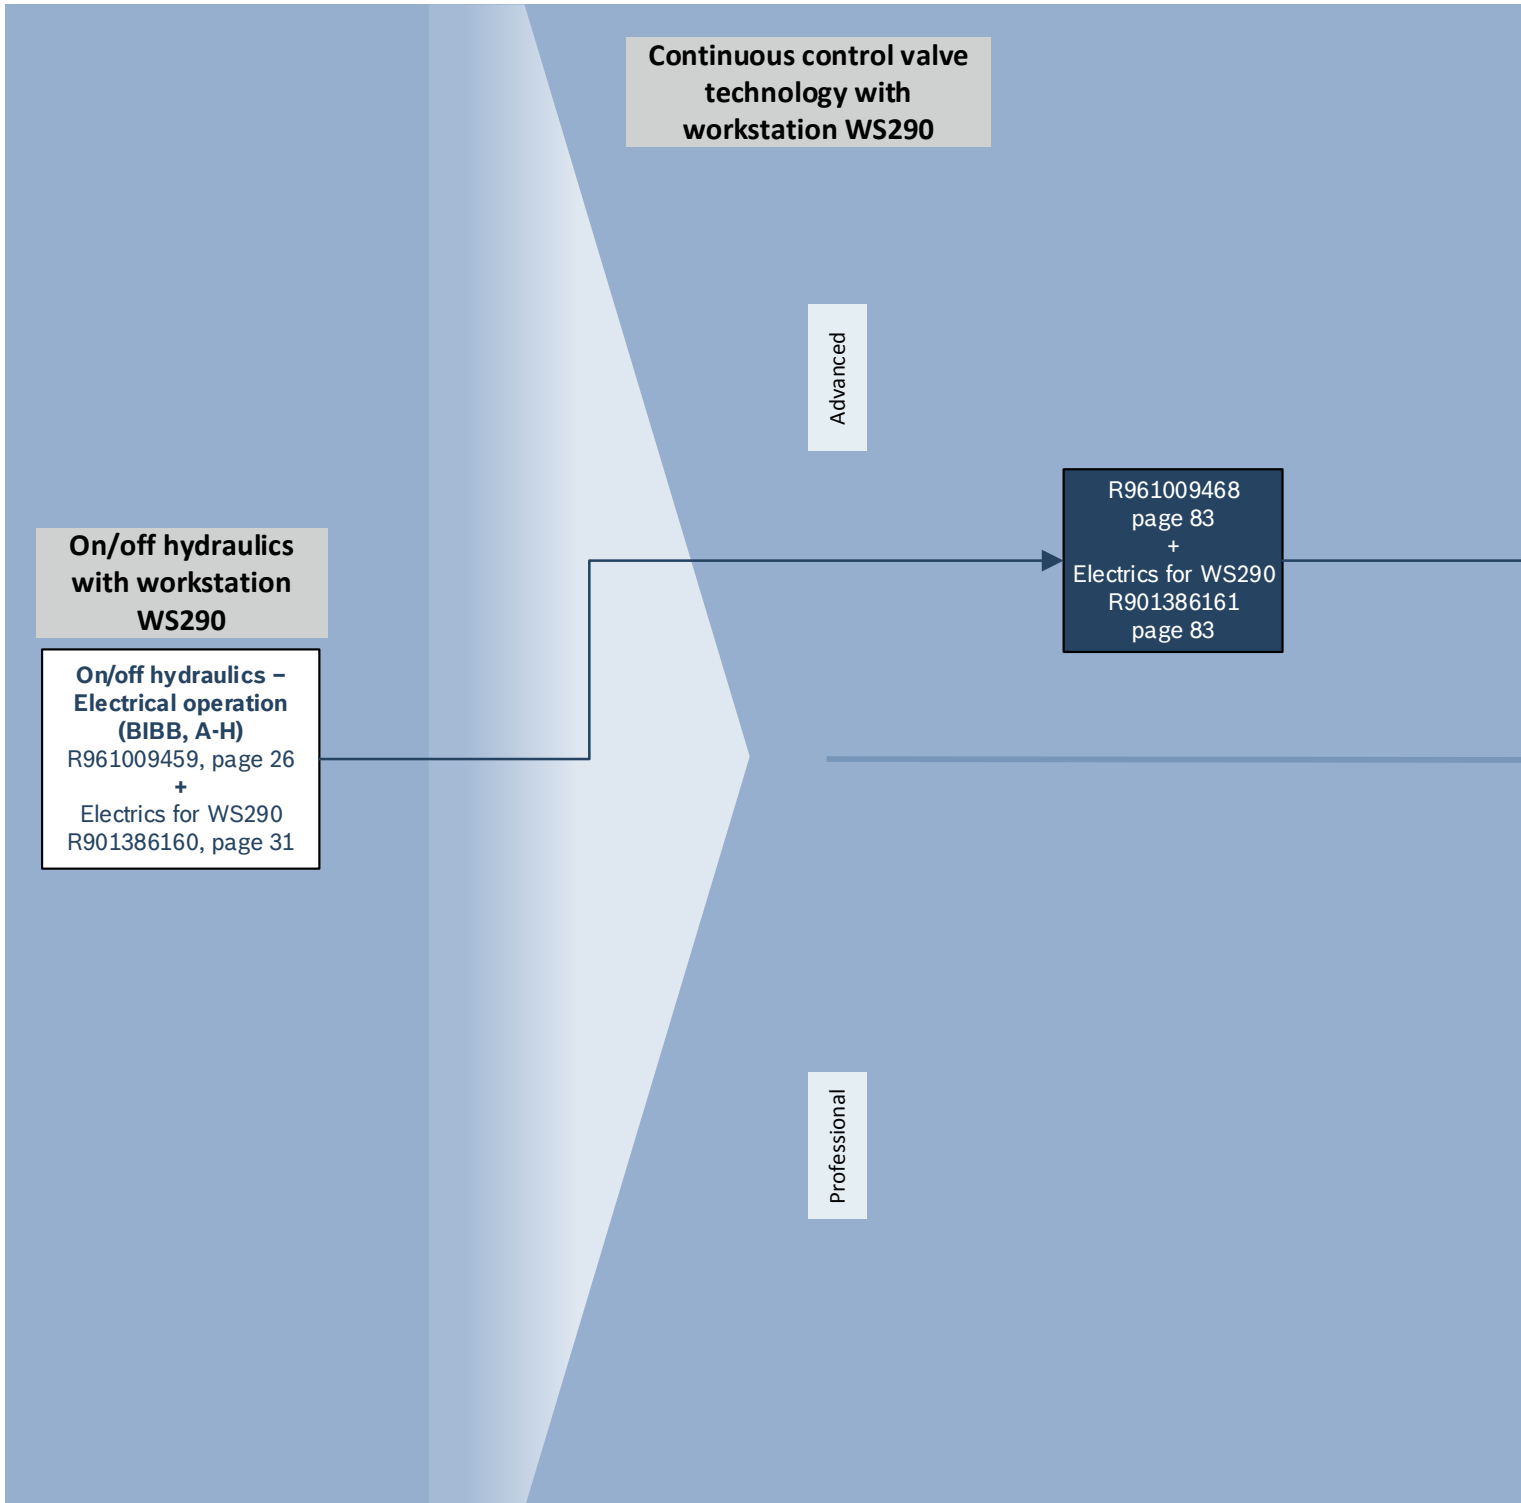 Continuous control valve
technology with
workstation WS290
Advanced
R961009468
page 83
+
Electrics for WS290
R901386161
page 83
On/off hydraulics
with workstation
WS290
On/off hydraulics –
Electrical operation
(BIBB, A-H)
R961009459, page 26
+
Electrics for WS290
R901386160, page 31
Professional